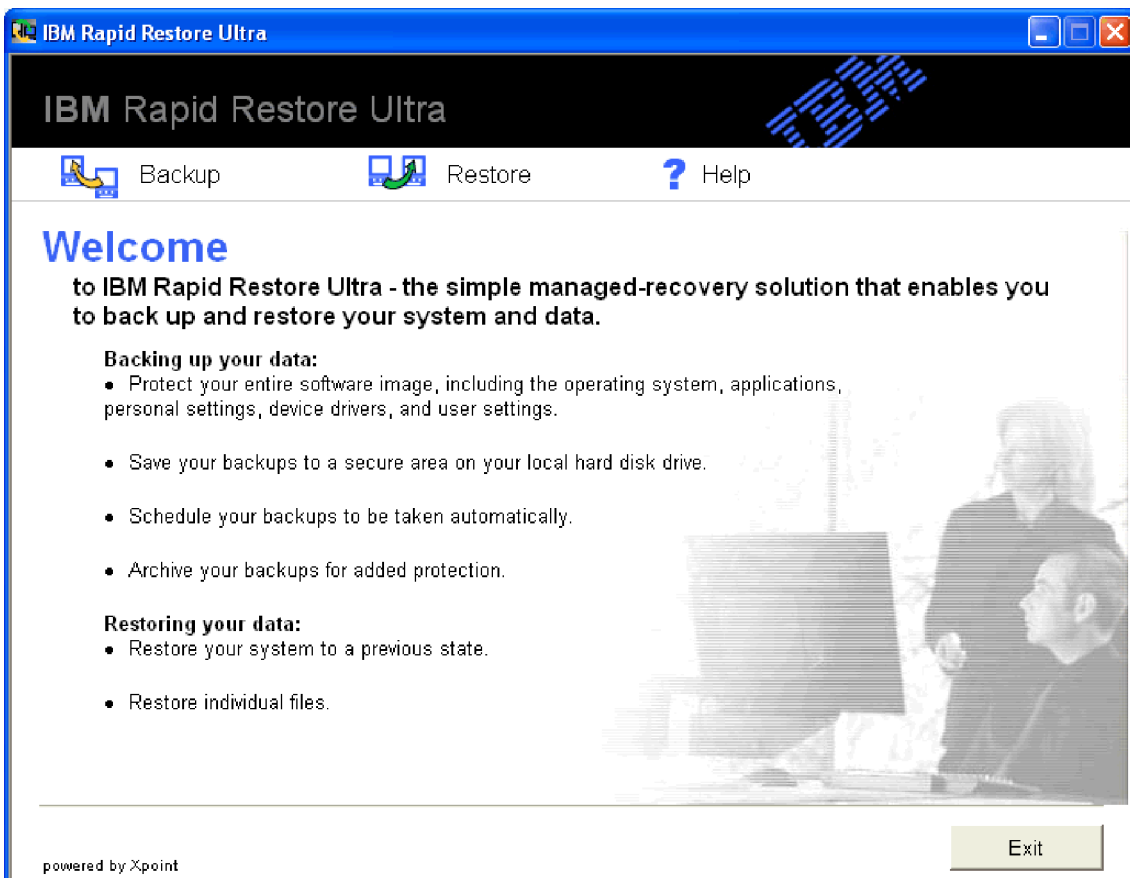 IBM Rapid Restore Ultra
IBM Rapid Restore Ultra
IBM
Backup Restore ? Help
Welcome
to IBM Rapid Restore Ultra - the simple managed-recovery solution that enables you
to back up and restore your system and data.
Backing up your data:
• Protect your entire software image, including the operating system, applications,
personal settings, device drivers, and user settings.
• Save your backups to a secure area on your local hard disk drive.
• Schedule your backups to be taken automatically.
• Archive your backups for added protection.
Restoring your data:
• Restore your system to a previous state.
• Restore individual files.
powered by Xpoint
Exit